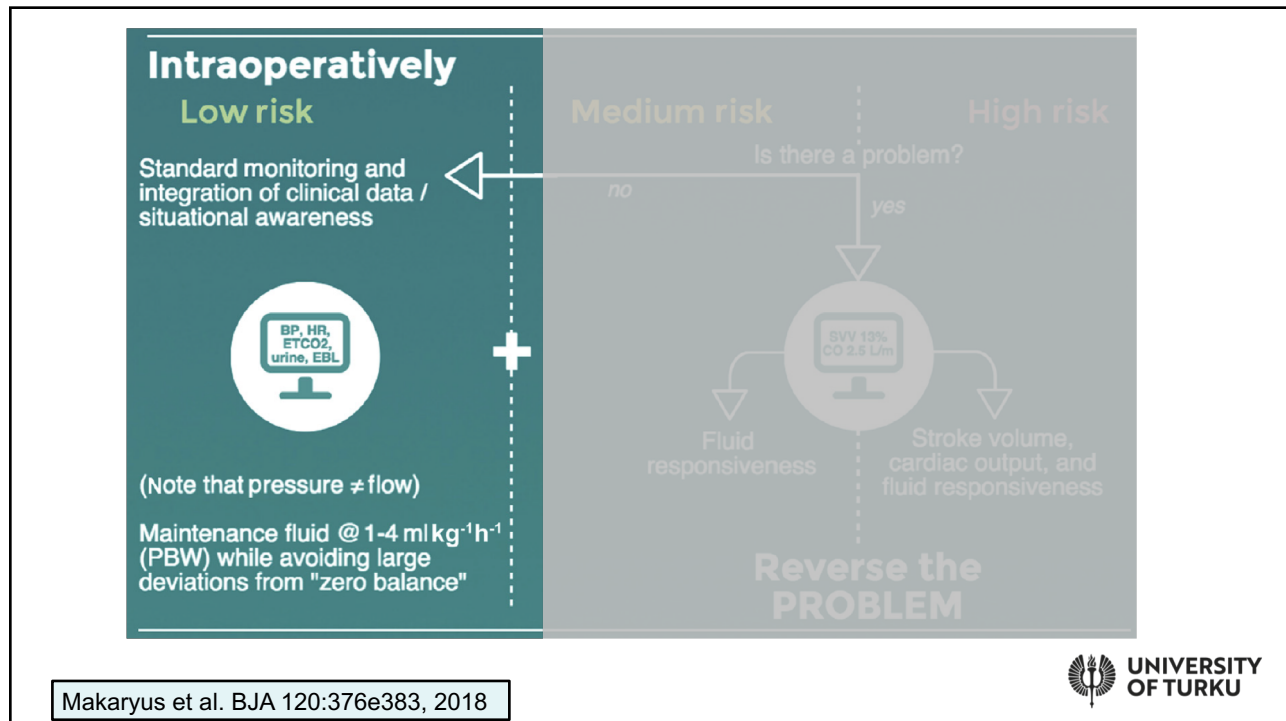 Intraoperatively
Low risk
Medium risk
High risk
Standard monitoring and
integration of clinical data /
situational awareness
Is there a problem?
no
yes
BP, HR,
ETCO2,
urine, EBL
+
SVV 13%
CO 2.5 L/m
Fluid
responsiveness
Stroke volume,
cardiac output, and
fluid responsiveness
(Note that pressure ≠ flow)
Maintenance fluid @ 1-4 ml kg⁻¹h⁻¹
(PBW) while avoiding large
deviations from "zero balance"
Reverse the
PROBLEM
Makaryus et al. BJA 120:376e383, 2018
UNIVERSITY
OF TURKU